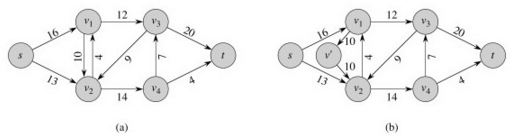 16 12 20
s v1 v3 t
10 4 9 7
13 v2 14 v4 4
(a)
16 12 20
s v1 v3 t
v' 10 10 4 9 7
13 v2 14 v4 4
(b)